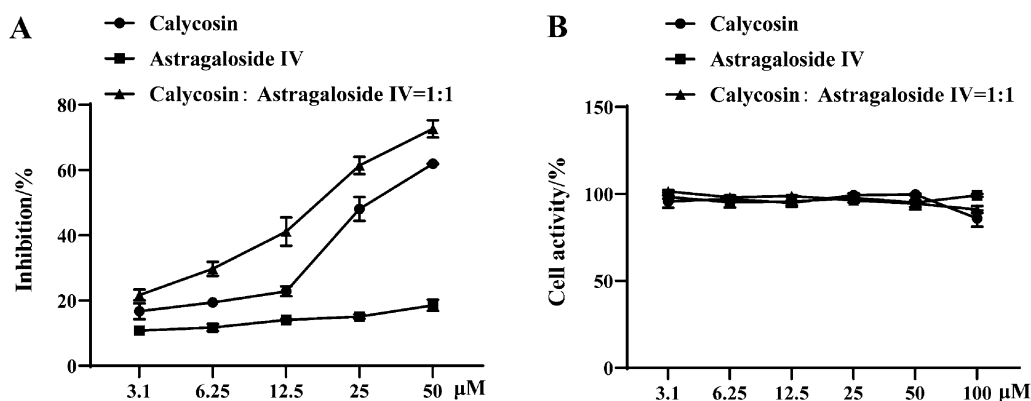 A
Calycosin
Astragaloside IV
Calycosin: Astragaloside IV=1:1
80
60
40
20
0
Inhibition/%
3.1 6.25 12.5 25 50 μM
B
Calycosin
Astragaloside IV
Calycosin: Astragaloside IV=1:1
150
100
50
0
Cell activity/%
3.1 6.25 12.5 25 50 100 μM